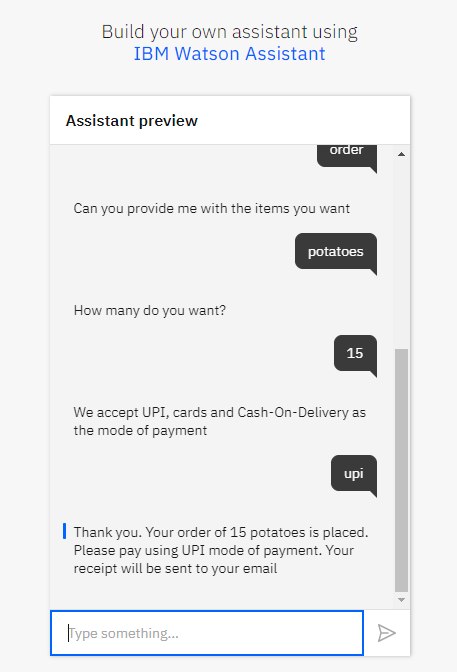 Build your own assistant using
IBM Watson Assistant
Assistant preview
order
Can you provide me with the items you want
potatoes
How many do you want?
15
We accept UPI, cards and Cash-On-Delivery as
the mode of payment
upi
Thank you. Your order of 15 potatoes is placed.
Please pay using UPI mode of payment. Your
receipt will be sent to your email
Type something...